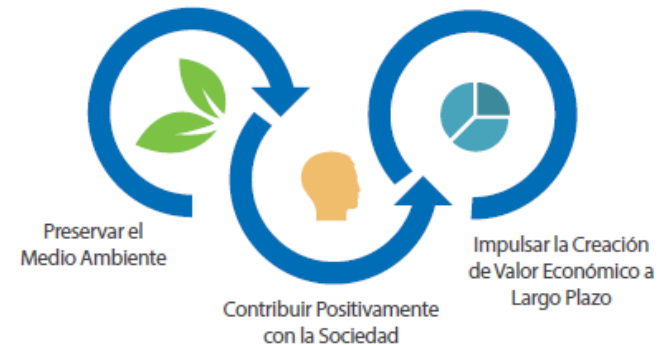 Preservar el
Medio Ambiente
Contribuir Positivamente
con la Sociedad
Impulsar la Creación
de Valor Económico a
Largo Plazo